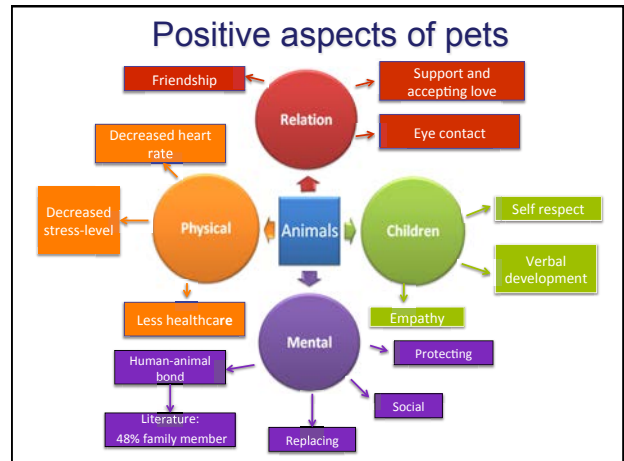 Positive aspects of pets
Friendship
Support and
accepting love
Relation
Eye contact
Decreased heart
rate
Decreased
stress-level
Physical
Animals
Children
Self respect
Verbal
development
Less healthcare
Empathy
Mental
Human-animal
bond
Protecting
Literature:
48% family member
Social
Replacing